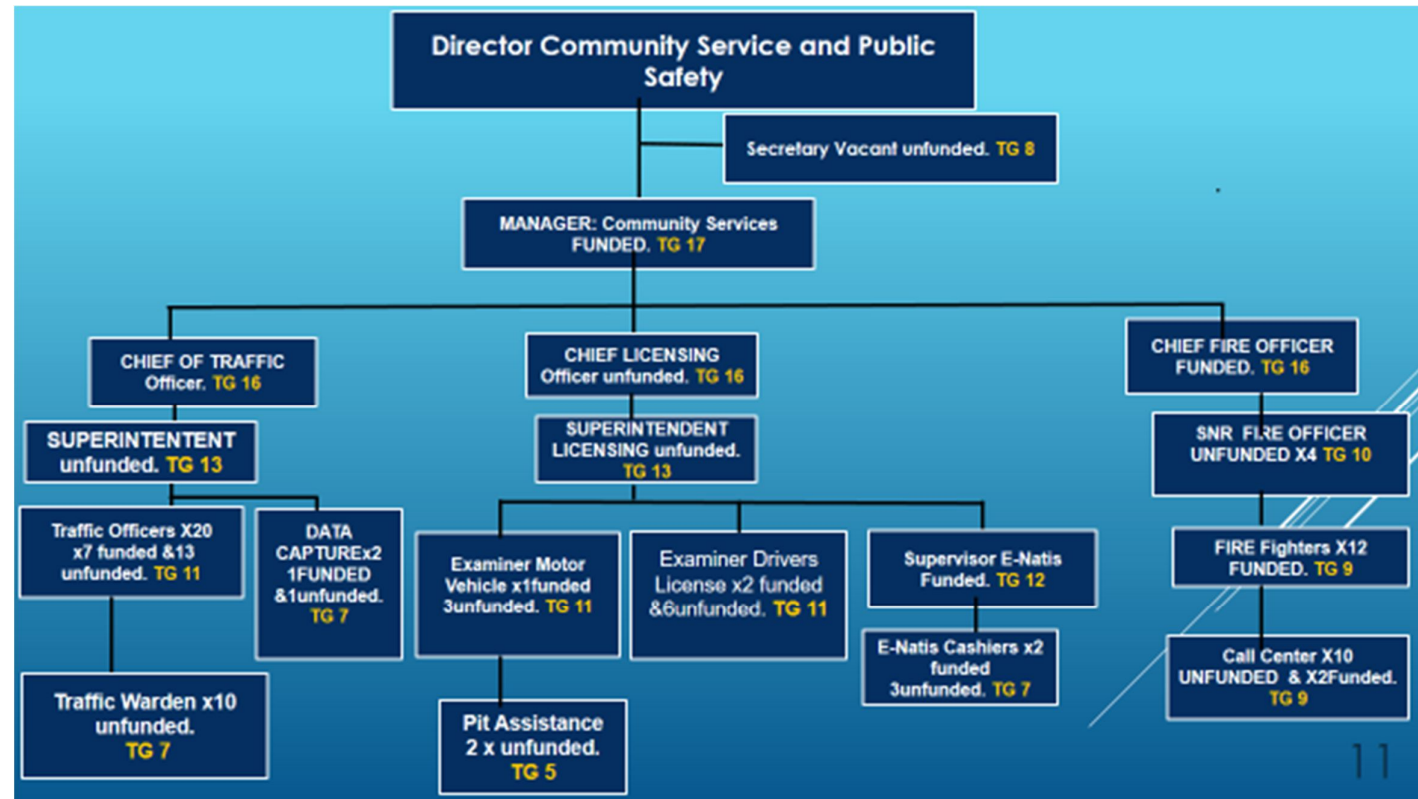 Director Community Service and Public
Safety
Secretary Vacant unfunded. TG 8
MANAGER: Community Services
FUNDED. TG 17
CHIEF OF TRAFFIC
Officer. TG 16
CHIEF LICENSING
Officer unfunded. TG 16
CHIEF FIRE OFFICER
FUNDED. TG 16
SUPERINTENTENT
unfunded. TG 13
SUPERINTENDENT
LICENSING unfunded.
TG 13
SNR FIRE OFFICER
UNFUNDED X4 TG 10
Traffic Officers X20
x7 funded &13
unfunded. TG 11
DATA
CAPTUREx2
1FUNDED
&1unfunded.
TG 7
Examiner Motor
Vehicle x1funded
3unfunded. TG 11
Examiner Drivers
License x2 funded
&6unfunded. TG 11
Supervisor E-Natis
Funded. TG 12
FIRE Fighters X12
FUNDED. TG 9
E-Natis Cashiers x2
funded
3unfunded. TG 7
Call Center X10
UNFUNDED & X2Funded.
TG 9
Traffic Warden x10
unfunded.
TG 7
Pit Assistance
2 x unfunded.
TG 5
11